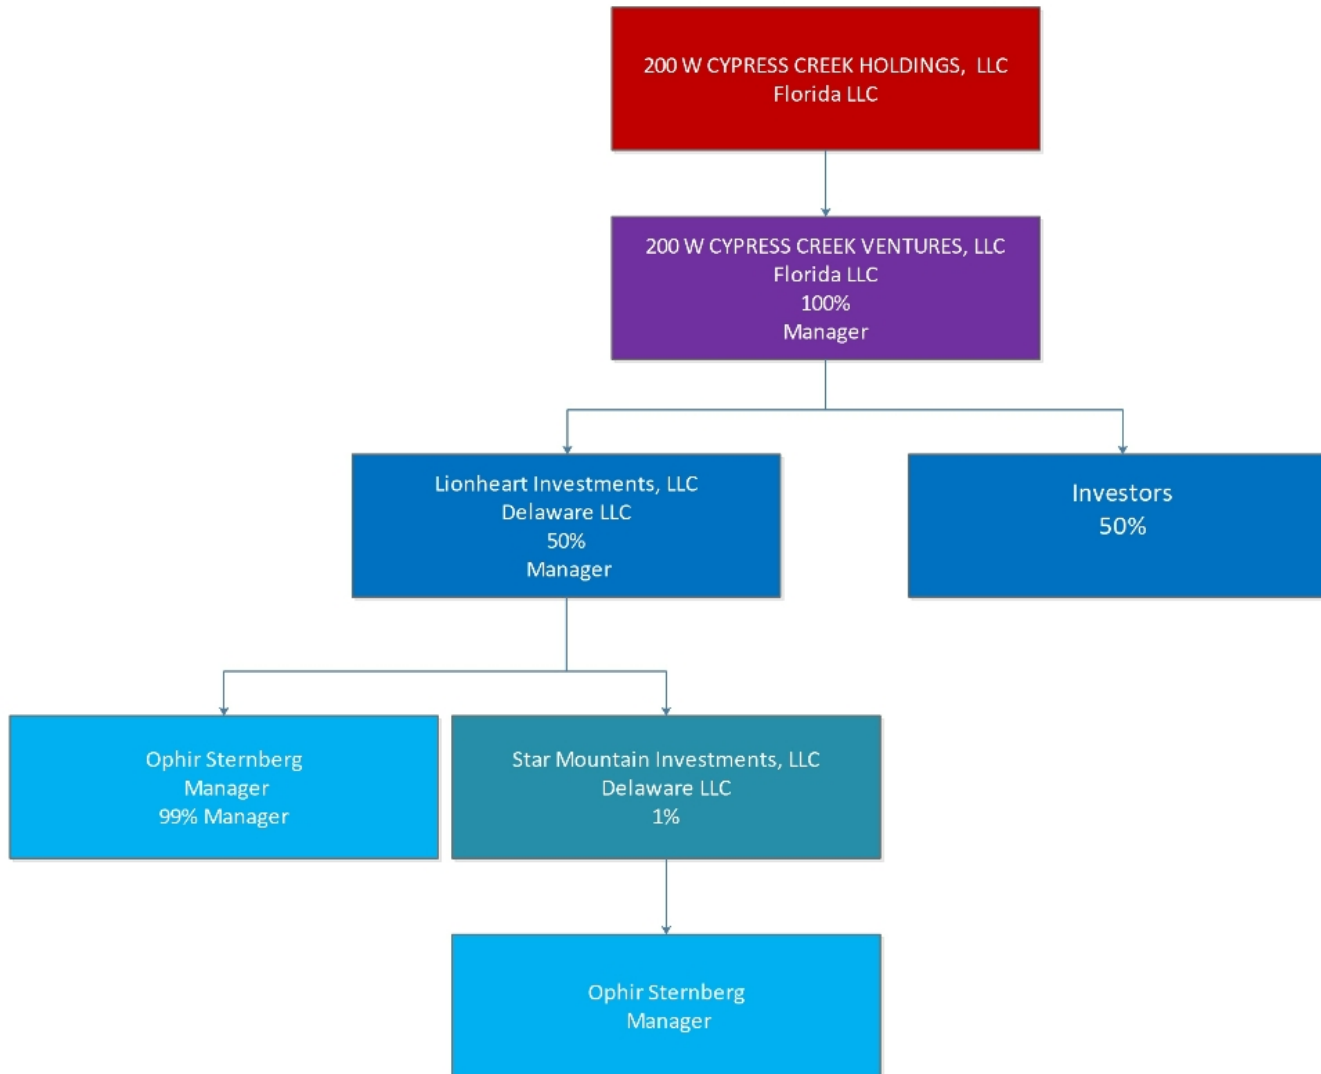 200 W CYPRESS CREEK HOLDINGS, LLC
Florida LLC
200 W CYPRESS CREEK VENTURES, LLC
Florida LLC
100%
Manager
Lionheart Investments, LLC
Delaware LLC
50%
Manager
Investors
50%
Ophir Sternberg
Manager
99% Manager
Star Mountain Investments, LLC
Delaware LLC
1%
Ophir Sternberg
Manager